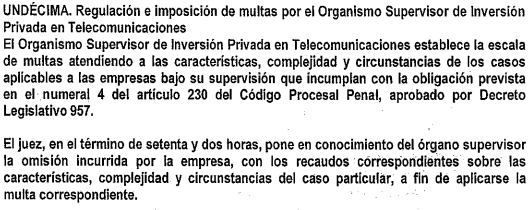 UNDÉCIMA. Regulación e imposición de multas por el Organismo Supervisor de Inversión
Privada en Telecomunicaciones
El Organismo Supervisor de Inversión Privada en Telecomunicaciones establece la escala
de multas atendiendo a las características, complejidad y circunstancias de los casos
aplicables a las empresas bajo su supervisión que incumplan con la obligación prevista
en el numeral 4 del artículo 230 del Código Procesal Penal, aprobado por Decreto
Legislativo 957.
El juez, en el término de setenta y dos horas, pone en conocimiento del órgano supervisor
la omisión incurrida por la empresa, con los recaudos correspondientes sobre las
características, complejidad y circunstancias del caso particular, a fin de aplicarse la
multa correspondiente.